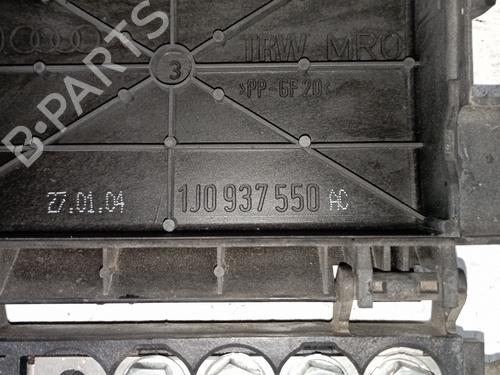 TRW MRO
3
>PP-GF20<
27.01.04
1J0 937 550 AC
B-PARTS